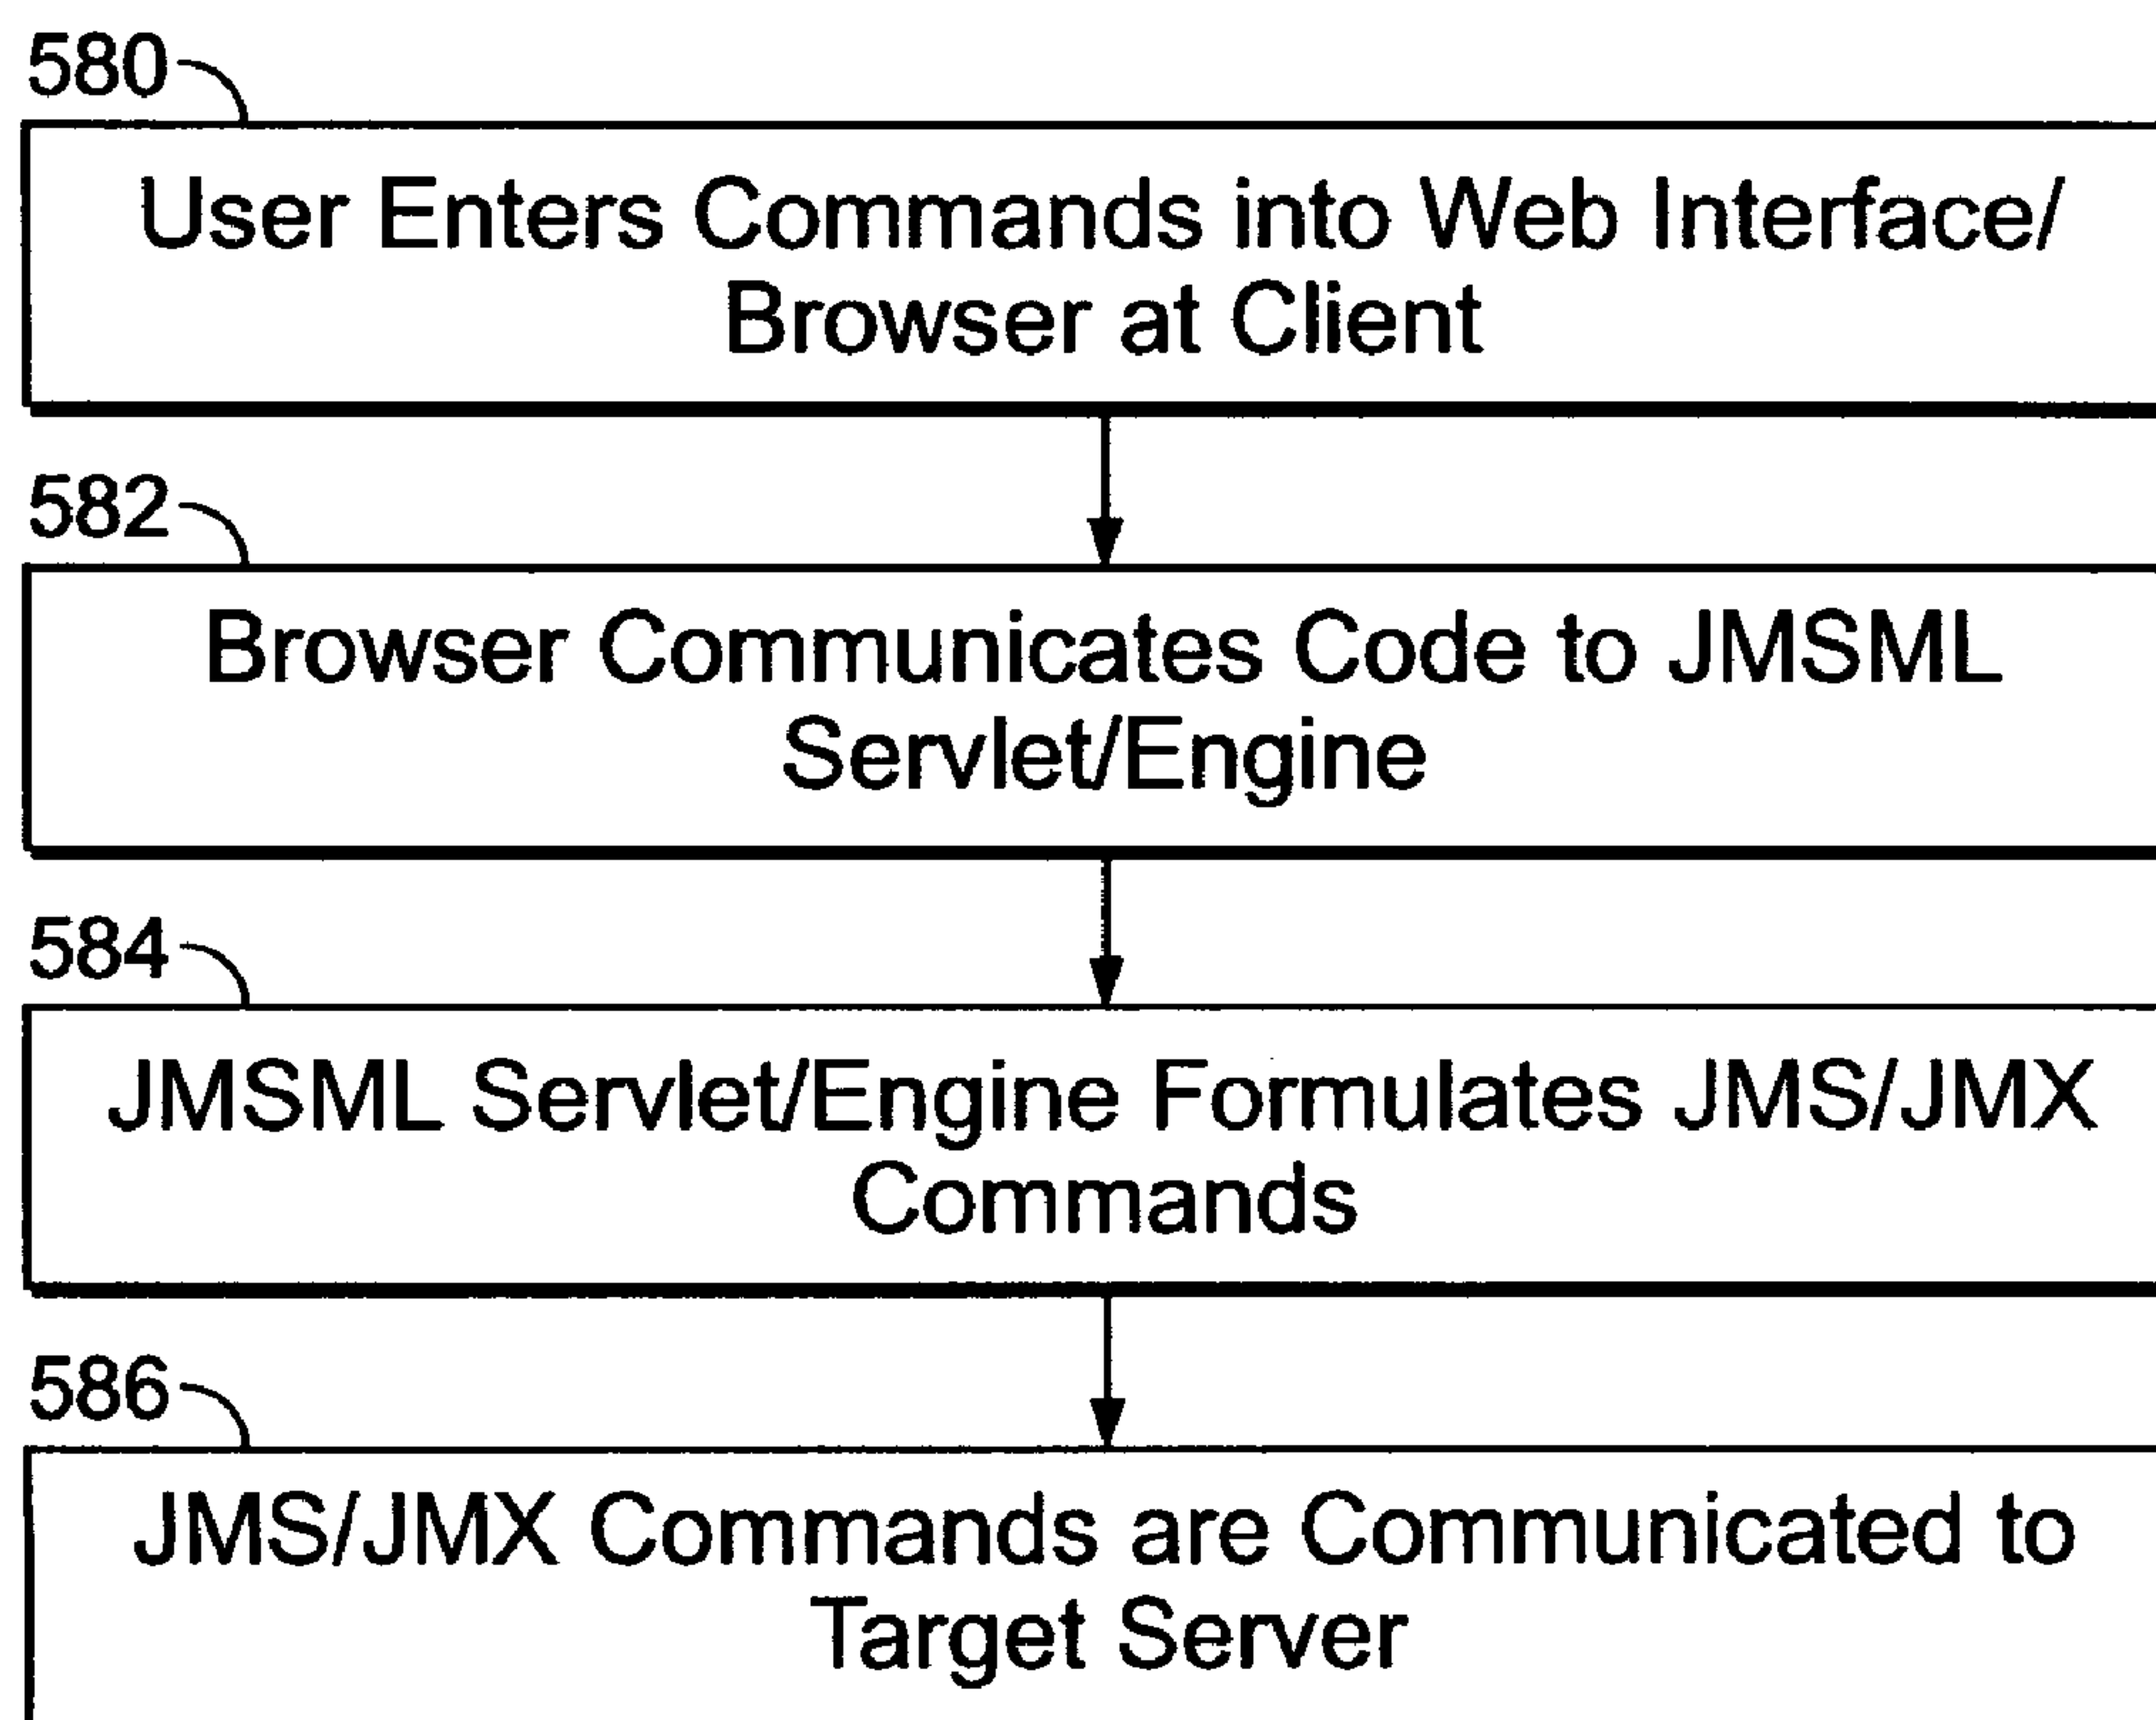 580
User Enters Commands into Web Interface/
Browser at Client
582
Browser Communicates Code to JMSML
Servlet/Engine
584
JMSML Servlet/Engine Formulates JMS/JMX
Commands
586
JMS/JMX Commands are Communicated to
Target Server